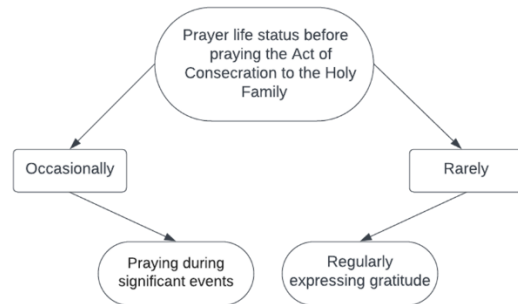 Prayer life status before
praying the Act of
Consecration to the Holy
Family
Occasionally
Rarely
Praying during
significant events
Regularly
expressing gratitude